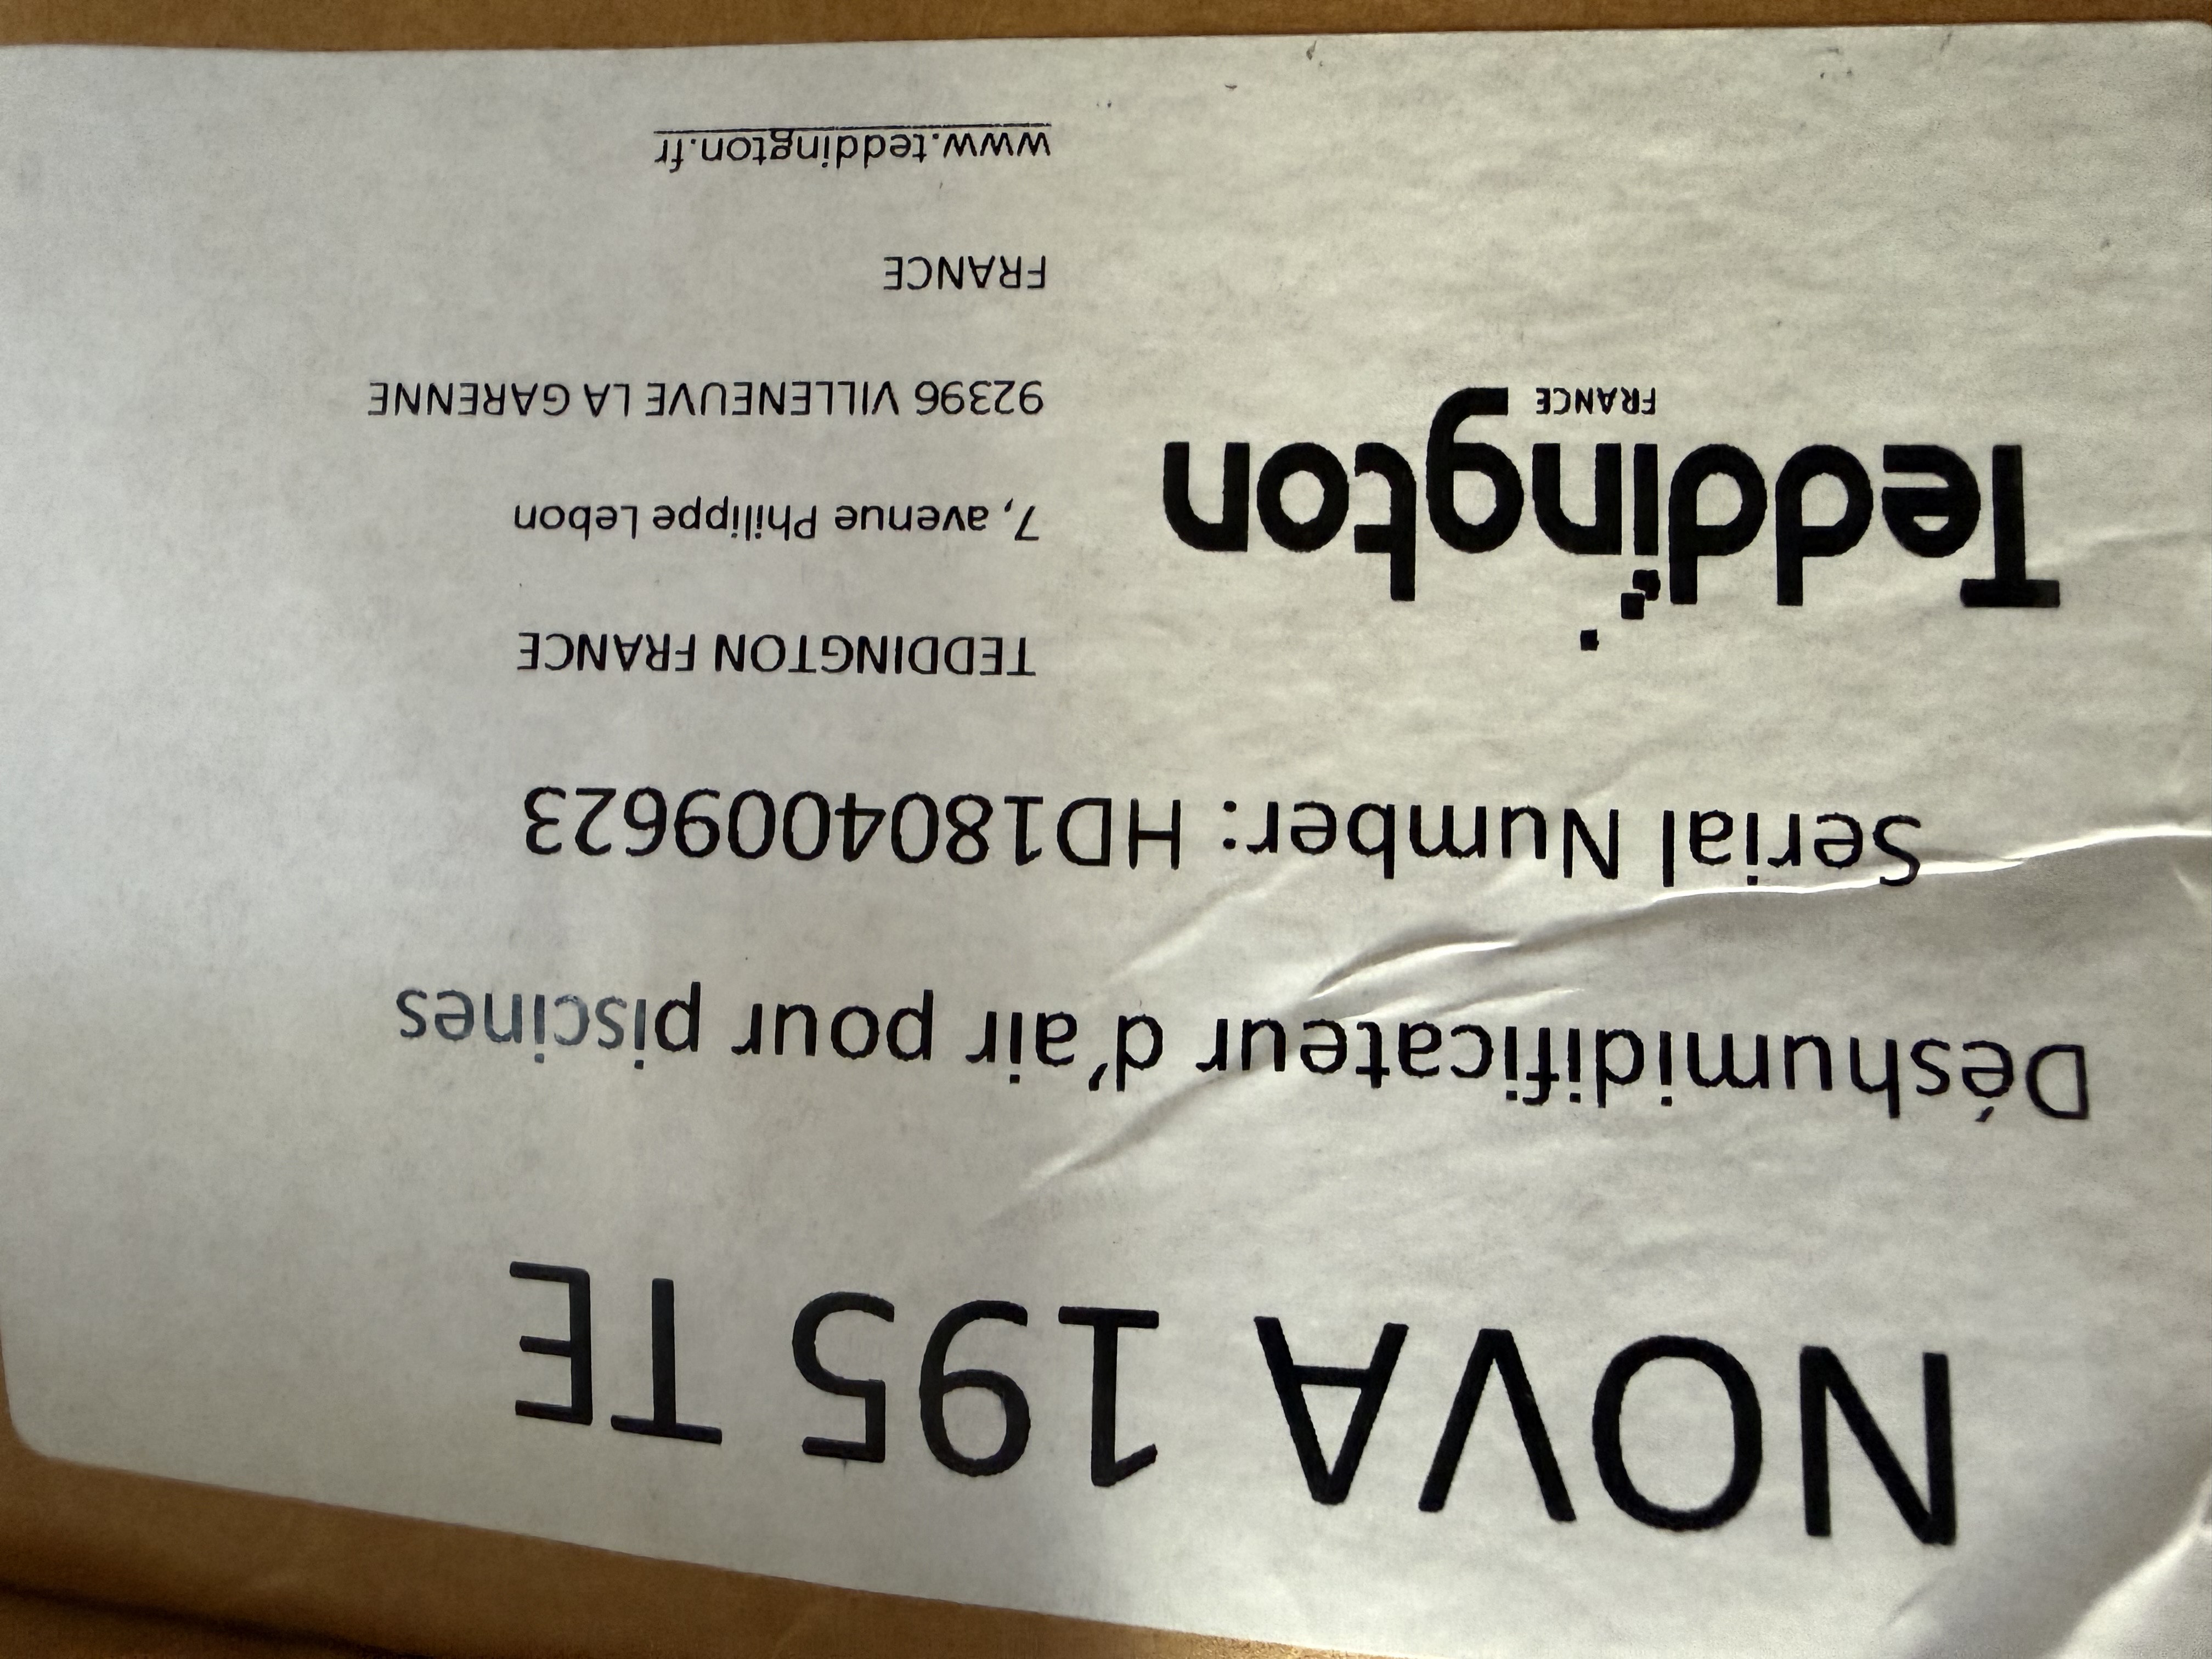 NOVA 195 TE
Déshumidificateur d'air pour piscines
Serial Number: HD1804009623
Teddington
FRANCE
TEDDINGTON FRANCE
7, avenue Philippe Lebon
92396 VILLENEUVE LA GARENNE
FRANCE
www.teddington.fr